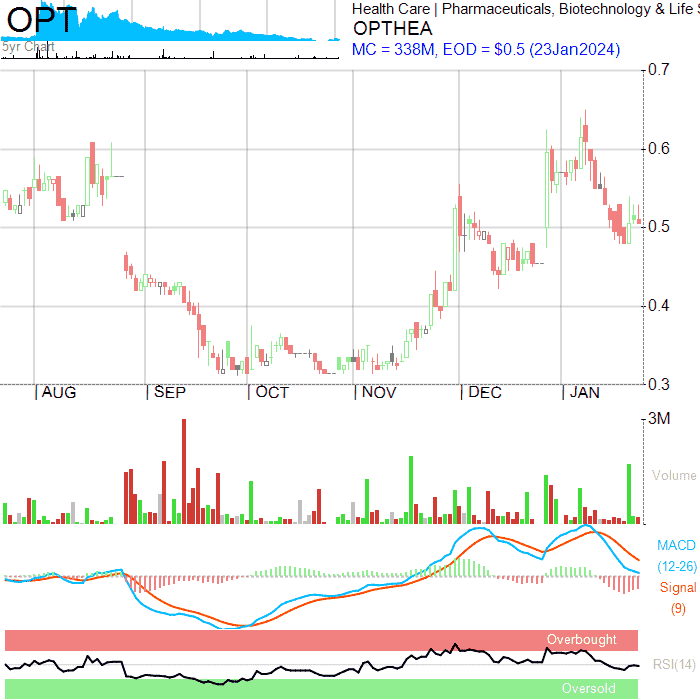 OPT
5yr Chart
Health Care | Pharmaceuticals, Biotechnology & Life S
OPTHEA
MC = 338M, EOD = $0.5 (23Jan2024)
0.7
0.6
0.5
0.4
0.3
| AUG | SEP | OCT | NOV | DEC | JAN
3M
Volume
MACD
(12-26)
Signal
(9)
Overbought
RSI(14)
Oversold